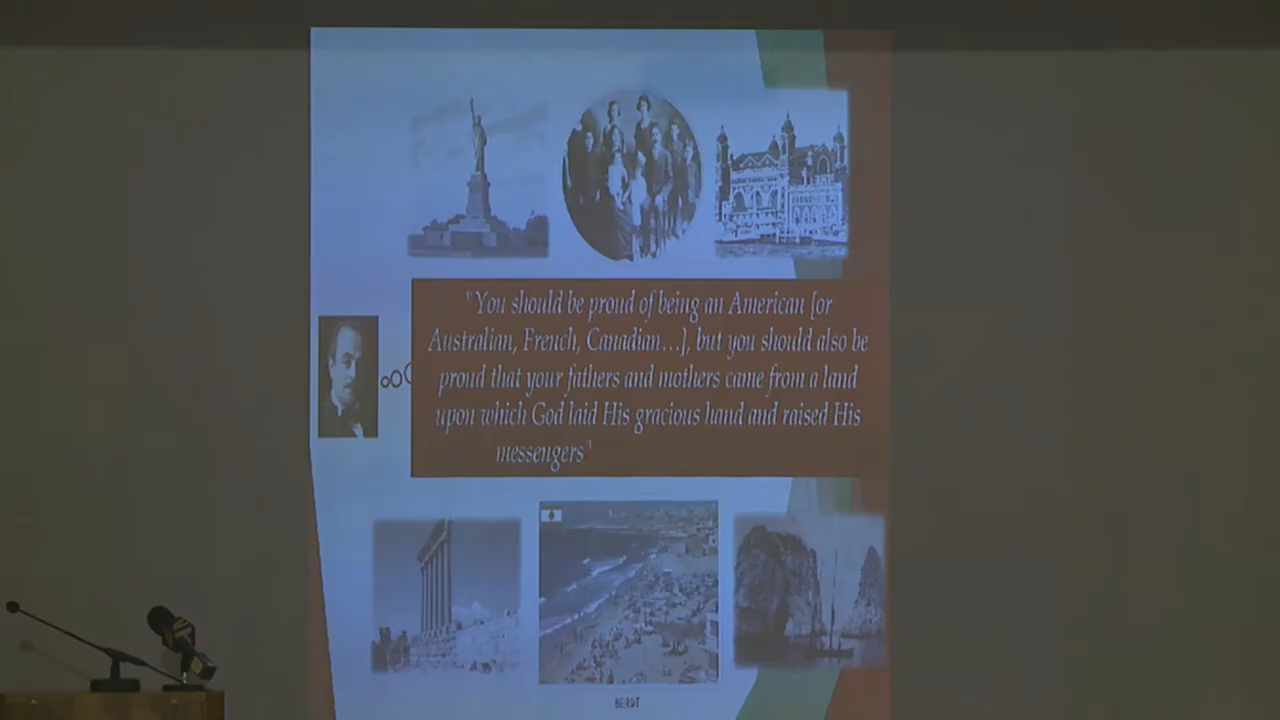 "You should be proud of being an American [or
Australian, French, Canadian...], but you should also be
proud that your fathers and mothers came from a land
upon which God laid His gracious hand and raised His
messengers"